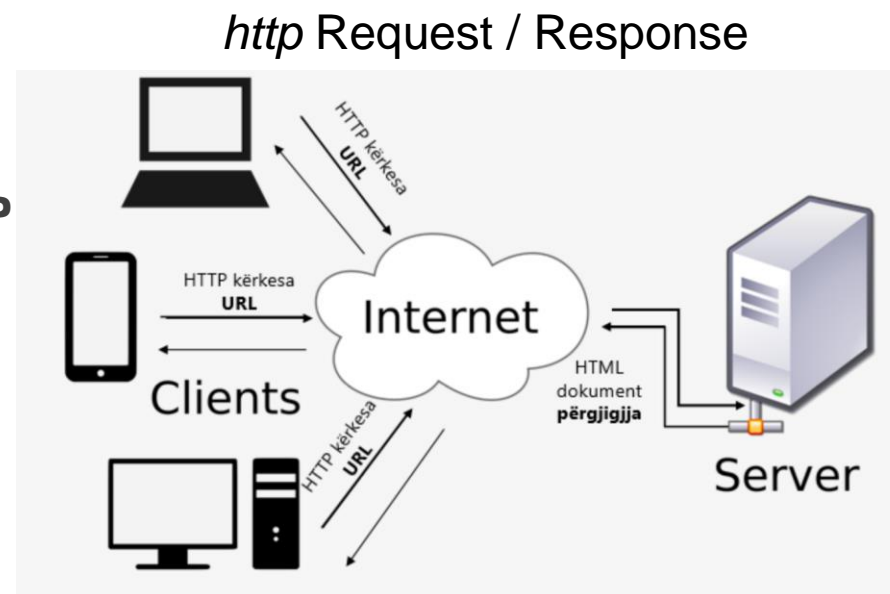 http Request / Response
HTTP kërkesa
URL
HTTP kërkesa
URL
Internet
Clients
HTML
dokument
përgjigjja
HTTP kërkesa
URL
Server